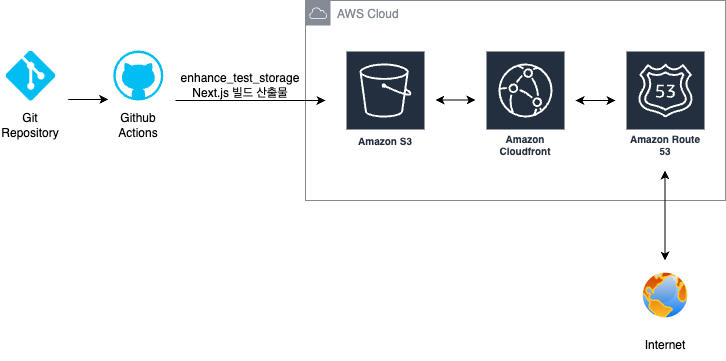 AWS Cloud
enhance_test_storage
Next.js 빌드 산출물
53
Git
Repository
Github
Actions
Amazon S3
Amazon
Cloudfront
Amazon Route
53
Internet